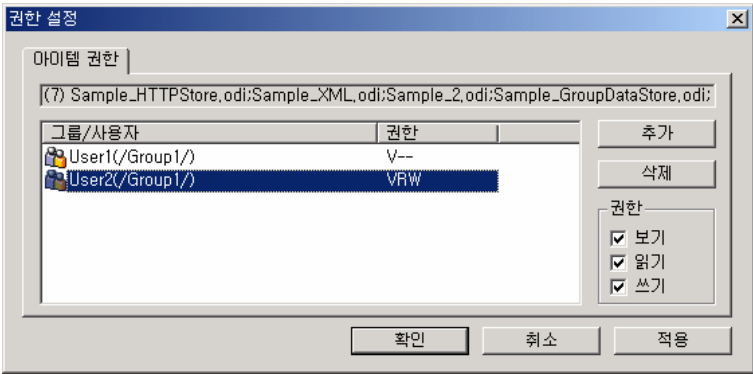 권한 설정
아이템 권한
(7) Sample_HTTPStore,odi;Sample_XML,odi;Sample_2,odi;Sample_GroupDataStore,odi;
그룹/사용자 권한
User1(/Group1/) V--
User2(/Group1/) VRW
추가
삭제
권한
보기
읽기
쓰기
확인 취소 적용